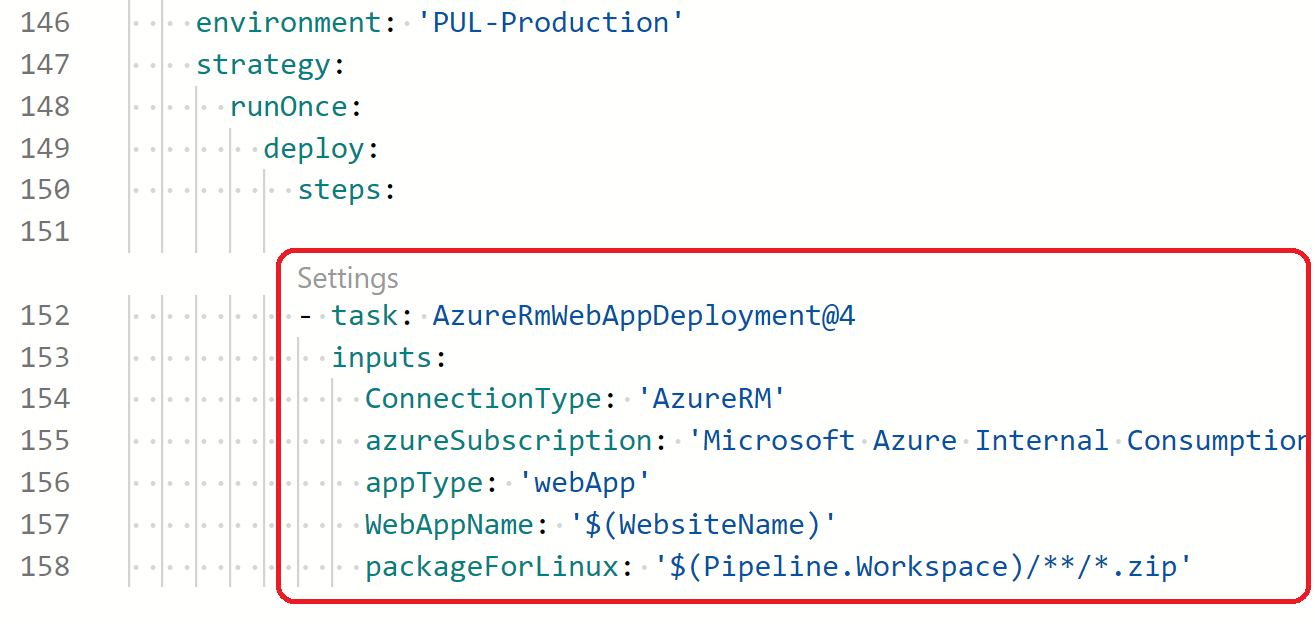 146 environment: 'PUL-Production'
147 strategy:
148 runOnce:
149 deploy:
150 steps:
151
Settings
152 - task: AzureRmWebAppDeployment@4
153 inputs:
154 ConnectionType: 'AzureRM'
155 azureSubscription: 'Microsoft Azure Internal Consumption
156 appType: 'webApp'
157 WebAppName: '$(WebsiteName)'
158 packageForLinux: '$(Pipeline.Workspace)/**/*.zip'